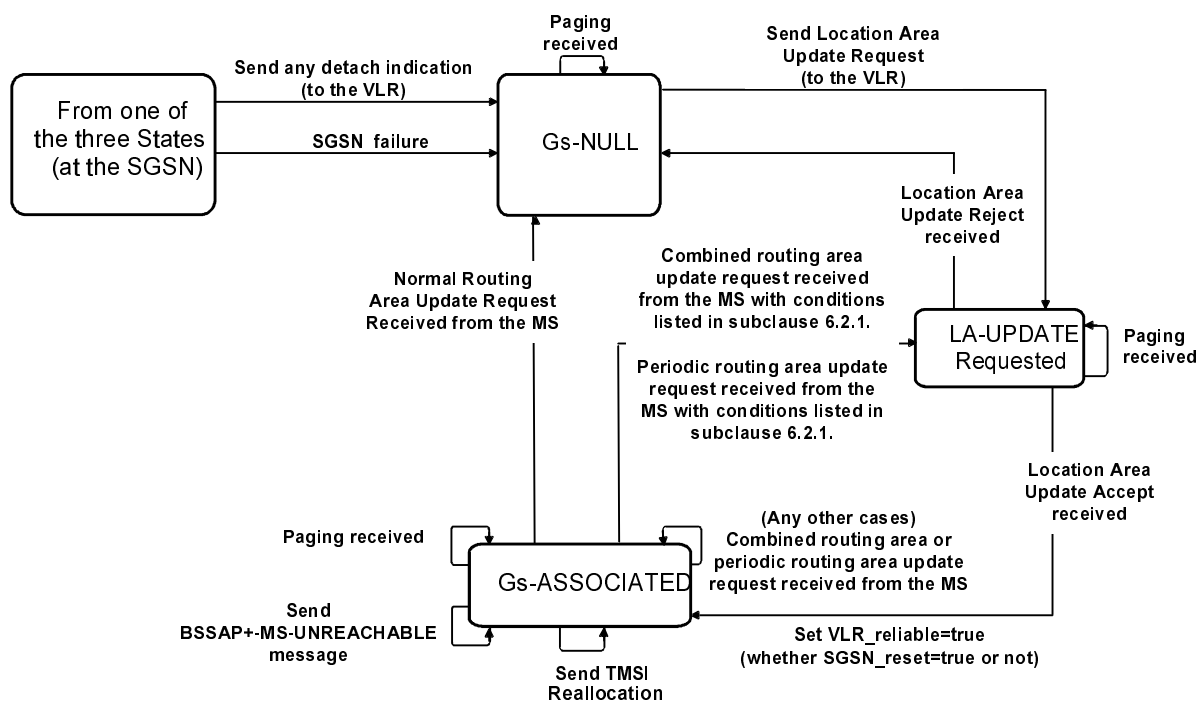 Paging
received
Send Location Area
Update Request
(to the VLR)
Send any detach indication
(to the VLR)
From one of
the three States
(at the SGSN)
SGSN failure
Gs-NULL
Location Area
Update Reject
received
Normal Routing
Area Update Request
Received from the MS
Combined routing area
update request received
from the MS with conditions
listed in subclause 6.2.1.
LA-UPDATE
Requested
Paging
received
Periodic routing area update
request received from the
MS with conditions listed in
subclause 6.2.1.
Location Area
Update Accept
received
Paging received
(Any other cases)
Combined routing area or
periodic routing area update
request received from the MS
Gs-ASSOCIATED
Send
BSSAP+-MS-UNREACHABLE
message
Set VLR_reliable=true
(whether SGSN_reset=true or not)
Send TMSI
Reallocation